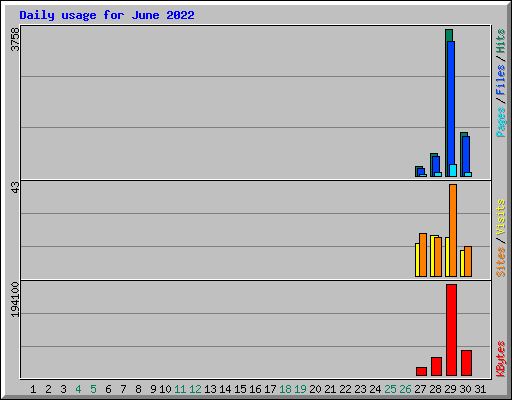 Daily usage for June 2022
3758
43
194100
Pages / Files / Hits
Sites / Visits
KBytes
1 2 3 4 5 6 7 8 9 10 11 12 13 14 15 16 17 18 19 20 21 22 23 24 25 26 27 28 29 30 31